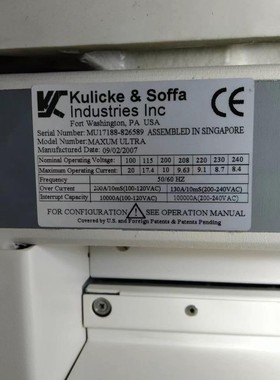 Kulicke & Soffa
Industries Inc
Fort Washington, PA USA
CE
Serial Number: MU17188-826589 ASSEMBLED IN SINGAPORE
Model Number: MAXUM ULTRA
Manufactured Date: 09/02/2007
Nominal Operating Voltage: 100 115 200 208 220 230 240
Maximum Operating Current: 20 17.4 10 9.63 9.1 8.7 8.4
Frequency 50/60 HZ
Over Current 200A/10mS(100-120VAC) 130A/10mS(200-240VAC)
Interrupt Capacity 10000A(100-120VAC) 100000A(200-240VAC)
FOR CONFIGURATION SEE OPERATION MANUAL
Covered by U.S. and Foreign Patents & Patents Pending